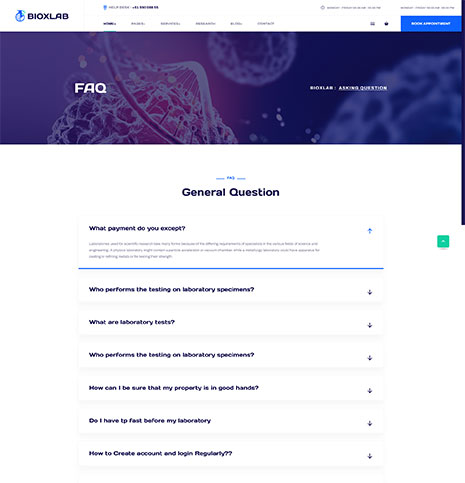 BIOXLAB
HELP DESK :
HOME
PAGES
SERVICES
RESEARCH
BLOG
CONTACT
BOOK APPOINTMENT
FAQ
BIOXLAB : ASKING QUESTION
FAQ
General Question
What payment do you except?
Laboratories used for scientific research take many forms because of the differing requirements of specialists in the various fields of science and
engineering. A physics laboratory might contain a particle accelerator or vacuum chamber, while a metallurgy laboratory could have apparatus for
casting or refining metals or for testing their strength.
Who performs the testing on laboratory specimens?
What are laboratory tests?
Who performs the testing on laboratory specimens?
How can I be sure that my property is in good hands?
Do I have tp fast before my laboratory
How to Create account and login Regularly??